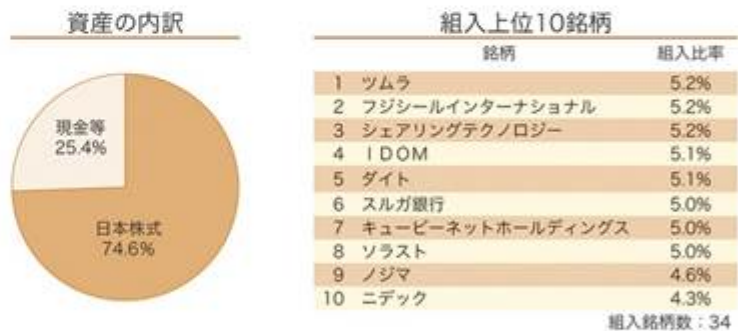 資産の内訳
現金等
25.4%
日本株式
74.6%
組入上位10銘柄
銘柄 組入比率
1 ツムラ 5.2%
2 フジシールインターナショナル 5.2%
3 シェアリングテクノロジー 5.2%
4 IDOM 5.1%
5 ダイト 5.1%
6 スルガ銀行 5.0%
7 キュービーネットホールディングス 5.0%
8 ソラスト 5.0%
9 ノジマ 4.6%
10 ニデック 4.3%
組入銘柄数：34